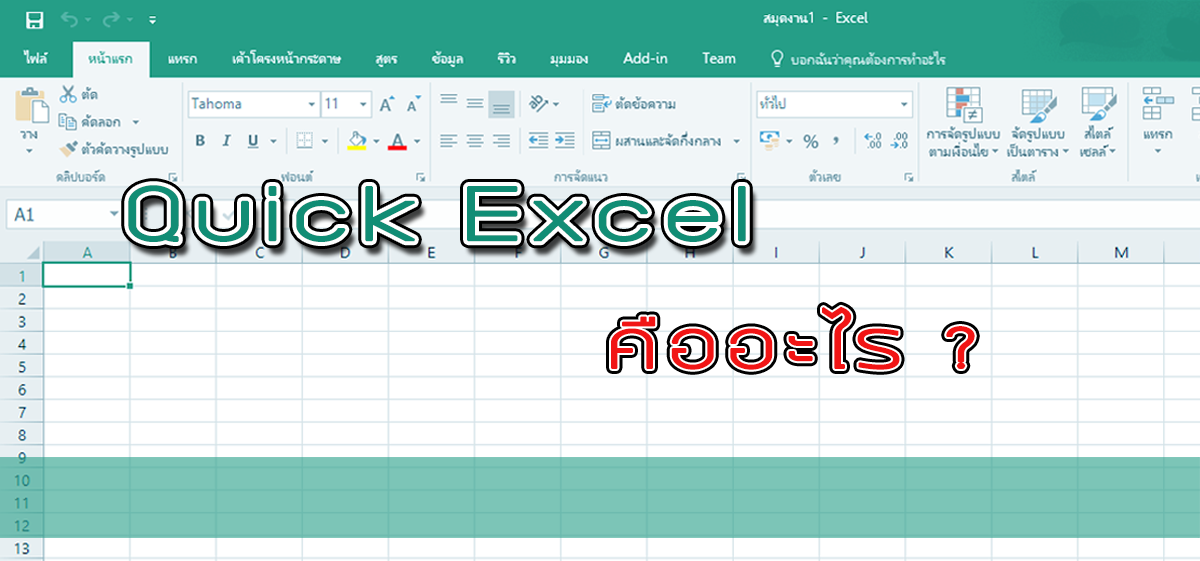 สมุดงาน1 - Excel
ไฟล์ หน้าแรก แทรก เค้าโครงหน้ากระดาษ สูตร ข้อมูล รีวิว มุมมอง Add-in Team บอกฉันว่าคุณต้องการทำอะไร
วาง
ตัด
คัดลอก
ตัวคัดวางรูปแบบ
คลิปบอร์ด
Tahoma 11
B I U
ฟอนต์
ตัดข้อความ
ผสานและจัดกึ่งกลาง
การจัดแนว
ทั่วไป
ตัวเลข
การจัดรูปแบบ
ตามเงื่อนไข
จัดรูปแบบ
เป็นตาราง
สไตล์
เซลล์
สไตล์
แทรก
A1
Quick Excel
A B C D E F G H I J K L M
1
2
3
คืออะไร ?
4
5
6
7
8
9
10
11
12
13